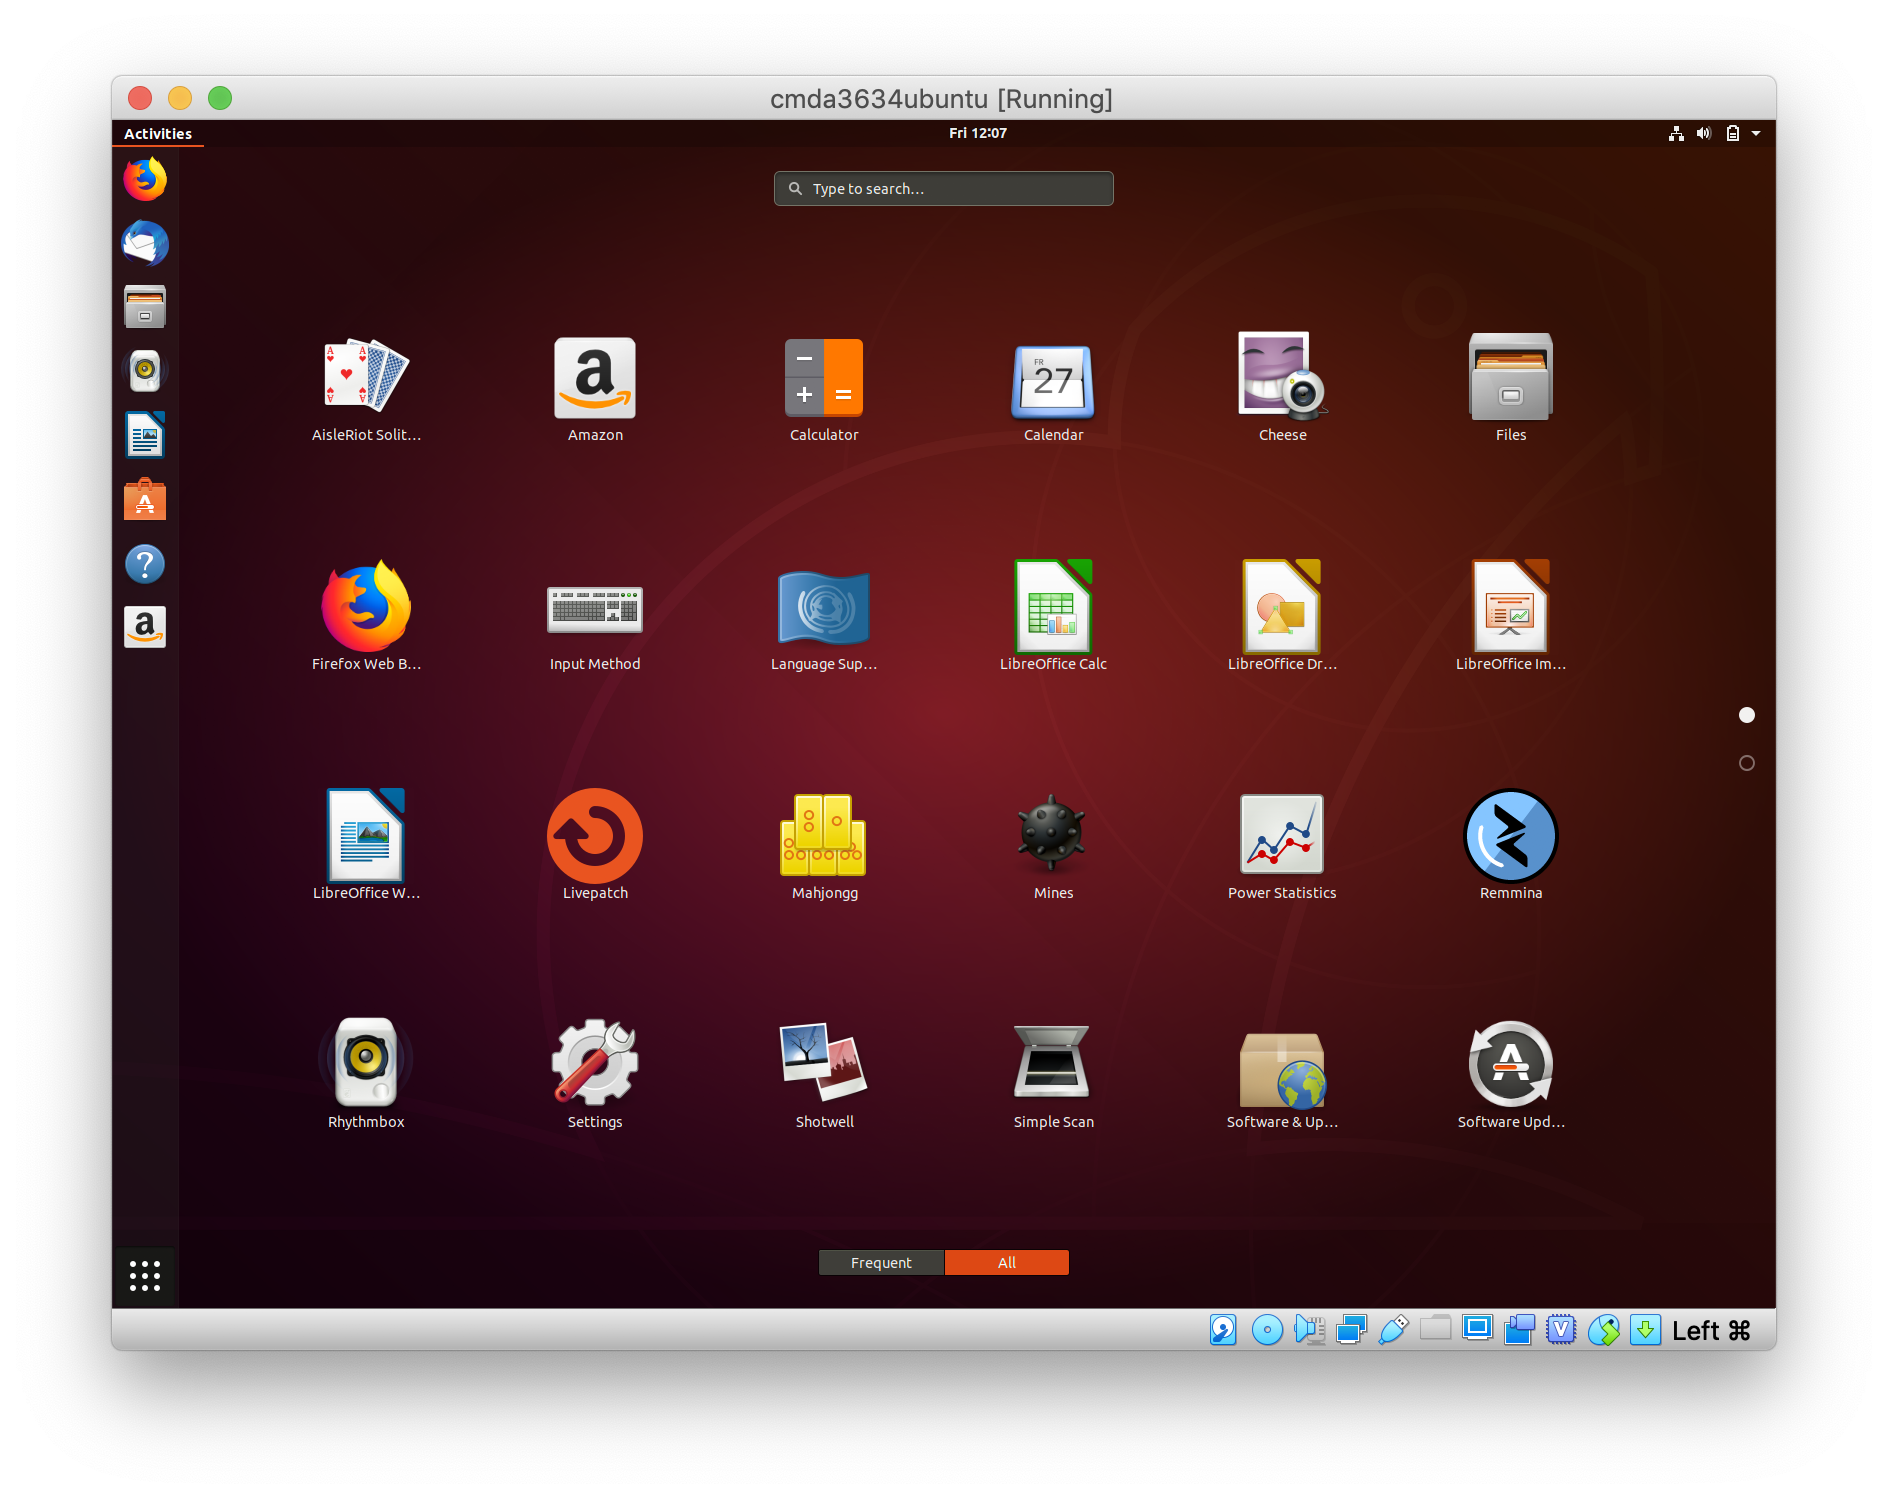 cmda3634ubuntu [Running]
Activities
Fri 12:07
Type to search...
AisleRiot Solit...
Amazon
FR
27
Calculator
Calendar
Cheese
Files
Firefox Web B...
Input Method
Language Sup...
LibreOffice Calc
LibreOffice Dr...
LibreOffice Im...
LibreOffice W...
Livepatch
Mahjongg
Mines
Power Statistics
Remmina
Rhythmbox
Settings
Shotwell
Simple Scan
Software & Up...
Software Upd...
Frequent
All
Left ⌘